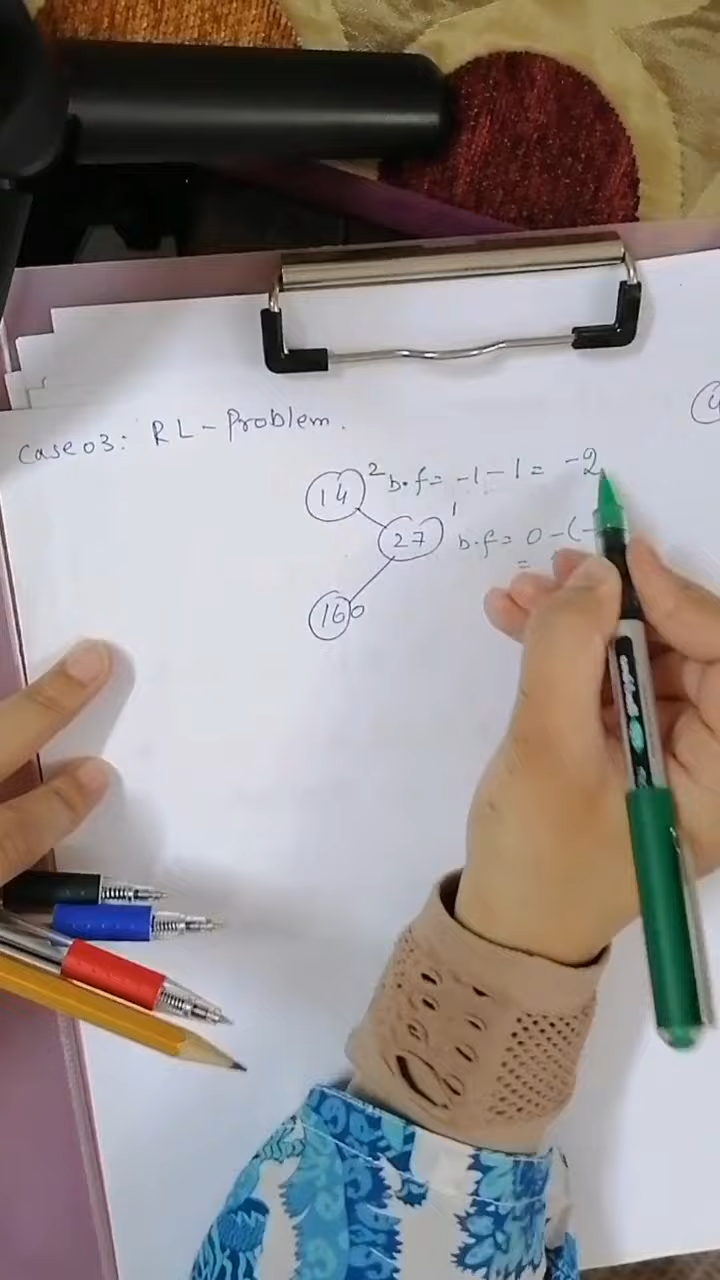 Case 03: RL - Problem.
14 2 b.f = -1 - 1 = -2
27 1 b.f = 0 - (-
=
16 0